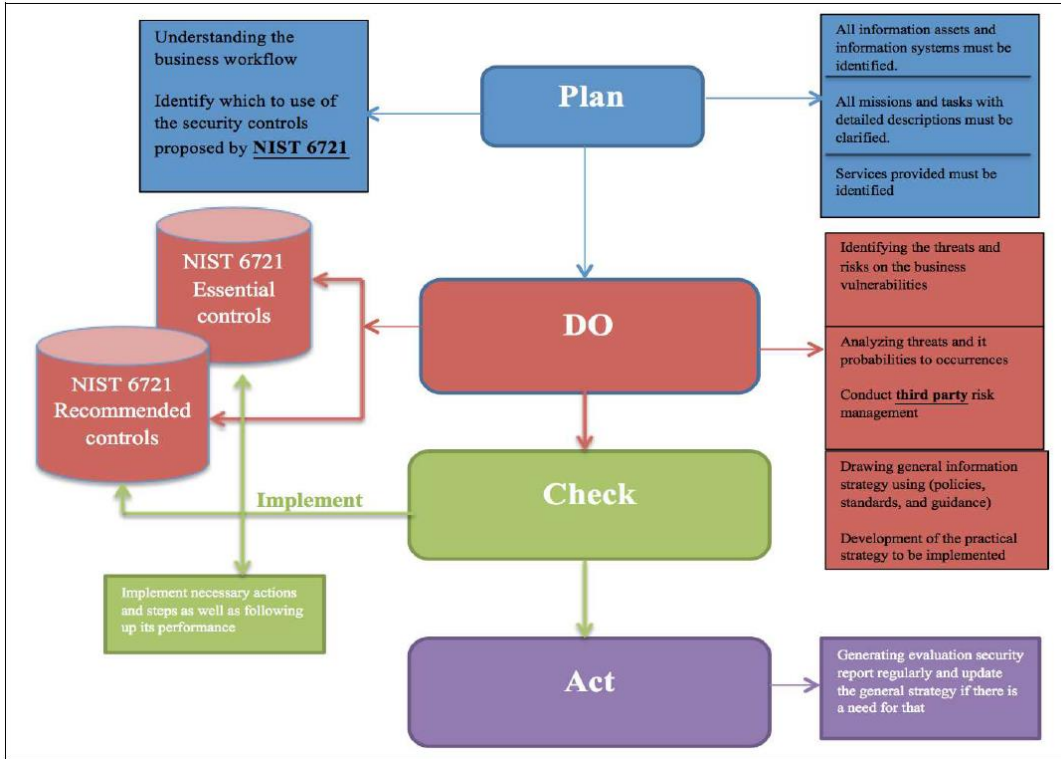 Understanding the
business workflow
Identify which to use of
the security controls
proposed by NIST 6721
Plan
All information assets and
information systems must be
identified.
All missions and tasks with
detailed descriptions must be
clarified.
Services provided must be
identified
NIST 6721
Essential
controls
NIST 6721
Recommended
controls
DO
Identifying the threats and
risks on the business
vulnerabilities
Analyzing threats and it
probabilities to occurrences
Conduct third party risk
management
Drawing general information
strategy using (policies,
standards, and guidance)
Development of the practical
strategy to be implemented
Implement
Check
Implement necessary actions
and steps as well as following
up its performance
Act
Generating evaluation security
report regularly and update
the general strategy if there is
a need for that